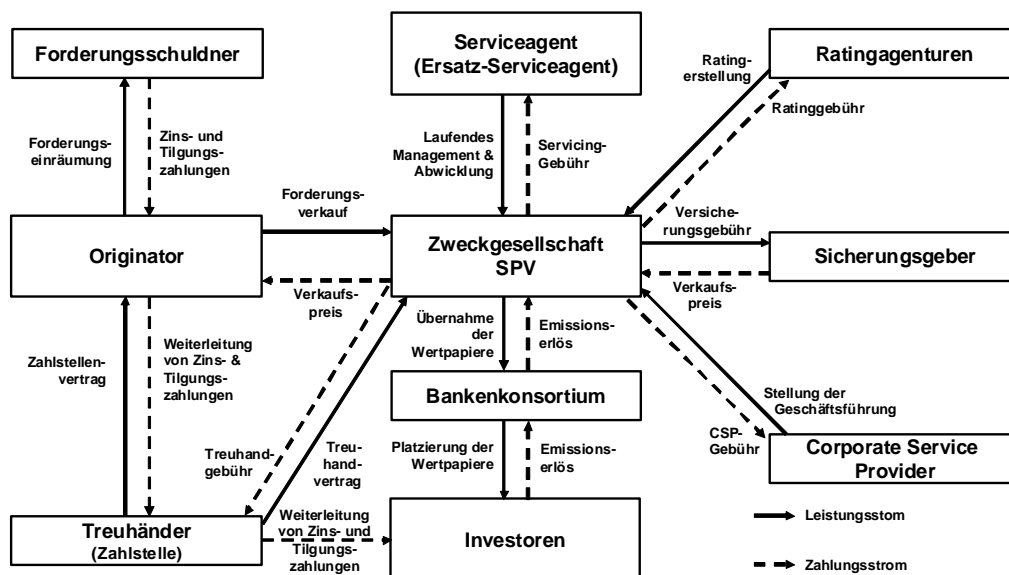 Forderungsschuldner
Serviceagent
(Ersatz-Serviceagent)
Ratingagenturen
Rating-
erstellung
Ratinggebühr
Forderungs-
einräumung
Zins- und
Tilgungs-
zahlungen
Laufendes
Management &
Abwicklung
Servicing-
Gebühr
Forderungs-
verkauf
Versiche-
rungsgebühr
Originator
Zweckgesellschaft
SPV
Sicherungsgeber
Verkaufs-
preis
Verkaufs-
preis
Zahlstellen-
vertrag
Weiterleitung
von Zins- &
Tilgungs-
zahlungen
Übernahme
der
Wertpapiere
Emissions-
erlös
Bankenkonsortium
Stellung der
Geschäftsführung
CSP-
Gebühr
Corporate Service
Provider
Treuhand-
gebühr
Treu-
hand-
vertrag
Platzierung der
Wertpapiere
Emissions-
erlös
Treuhänder
(Zahlstelle)
Weiterleitung
von Zins- und
Tilgungs-
zahlungen
Investoren
Leistungsstom
Zahlungsstrom